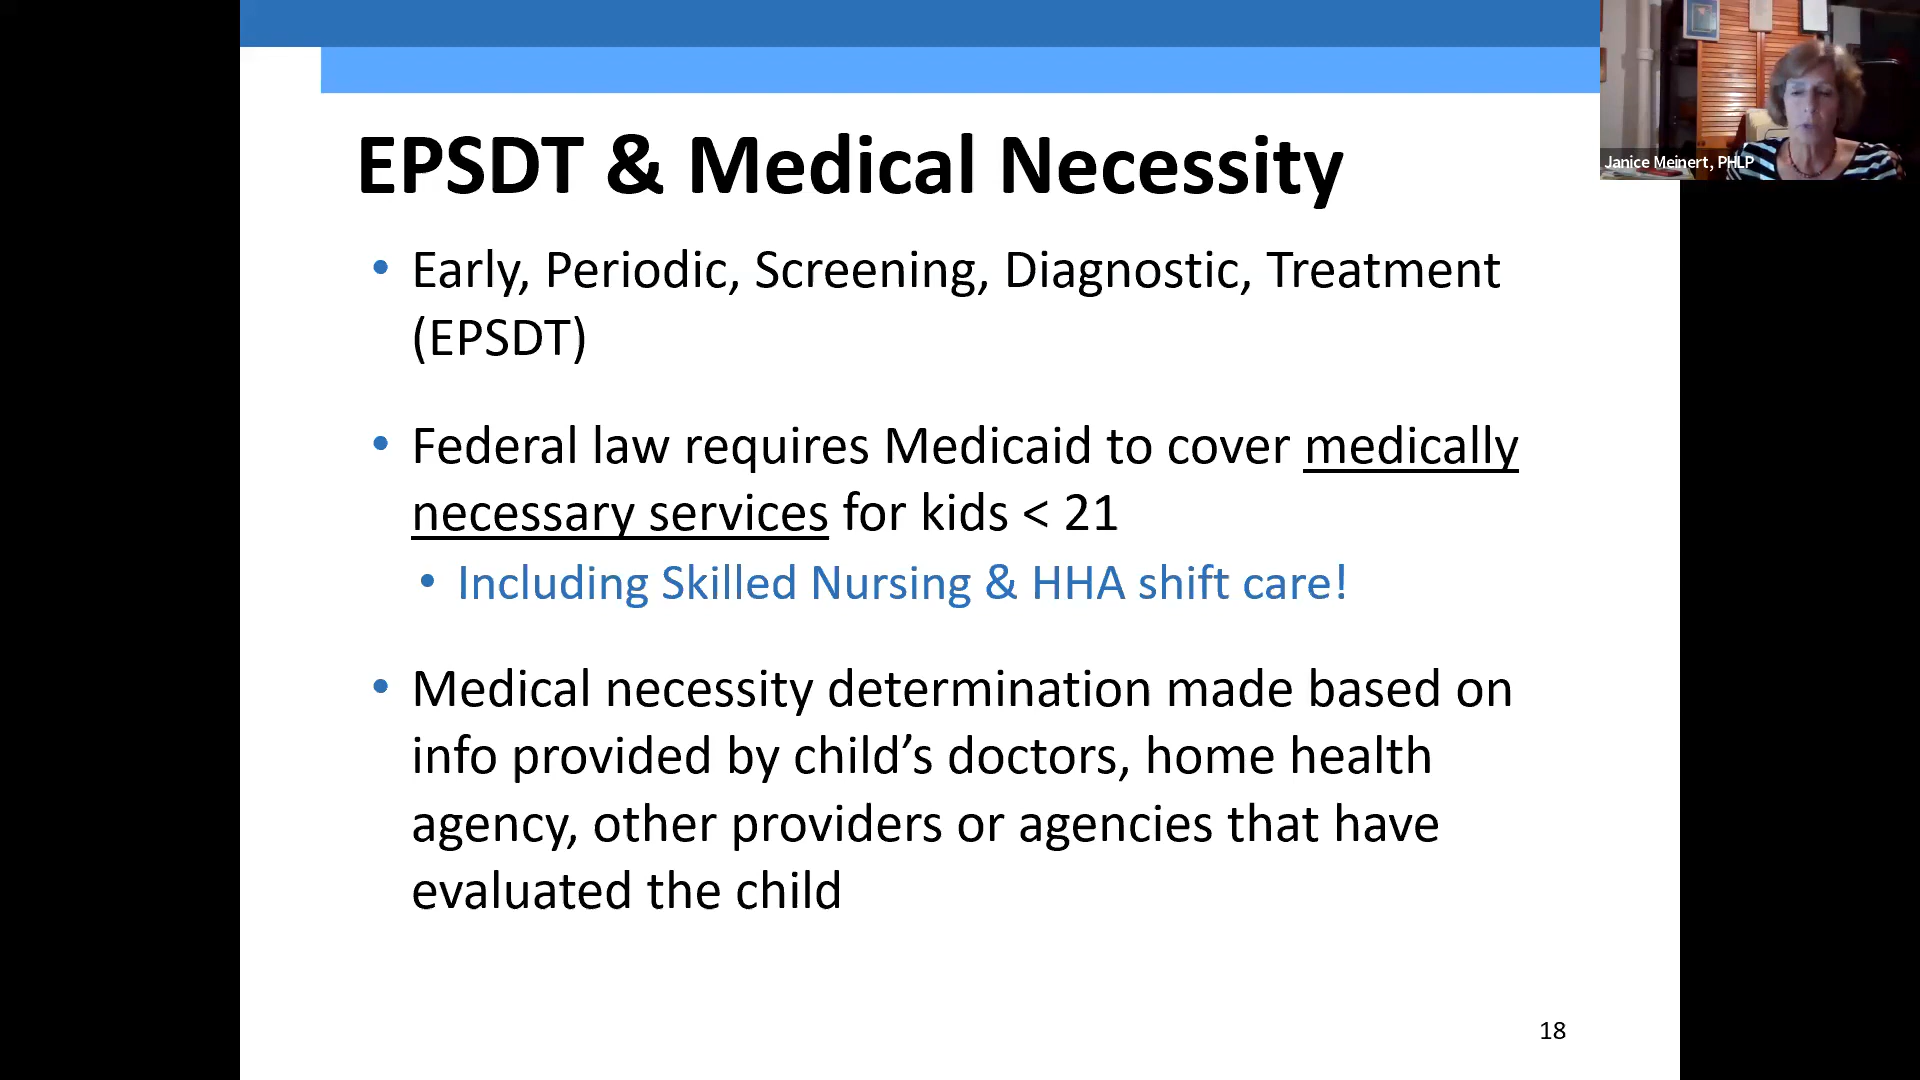 EPSDT & Medical Necessity
Janice Meinert, PHLP
• Early, Periodic, Screening, Diagnostic, Treatment
(EPSDT)
• Federal law requires Medicaid to cover medically
necessary services for kids < 21
• Including Skilled Nursing & HHA shift care!
• Medical necessity determination made based on
info provided by child’s doctors, home health
agency, other providers or agencies that have
evaluated the child
18